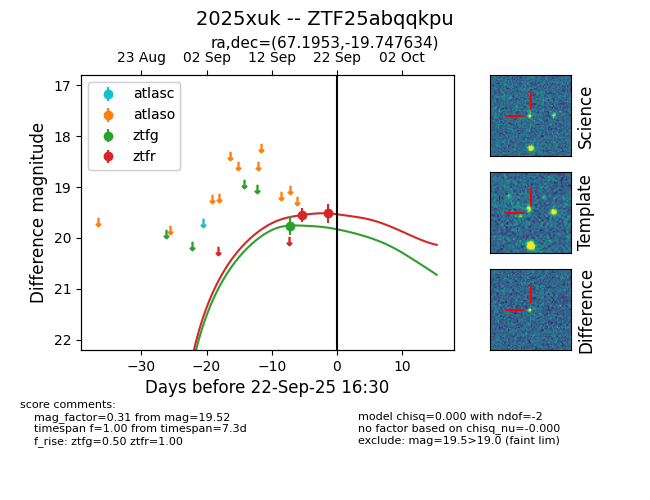 2025xuk -- ZTF25abqqkpu
ra,dec=(67.1953,-19.747634)
23 Aug 02 Sep 12 Sep 22 Sep 02 Oct
17
18
19
20
21
22
Difference magnitude
atlasc
atlaso
ztfg
ztfr
−30 −20 −10 0 10
Days before 22-Sep-25 16:30
Science
Template
Difference
score comments:
mag_factor=0.31 from mag=19.52
timespan f=1.00 from timespan=7.3d
f_rise: ztfg=0.50 ztfr=1.00
model chisq=0.000 with ndof=-2
no factor based on chisq_nu=-0.000
exclude: mag=19.5>19.0 (faint lim)